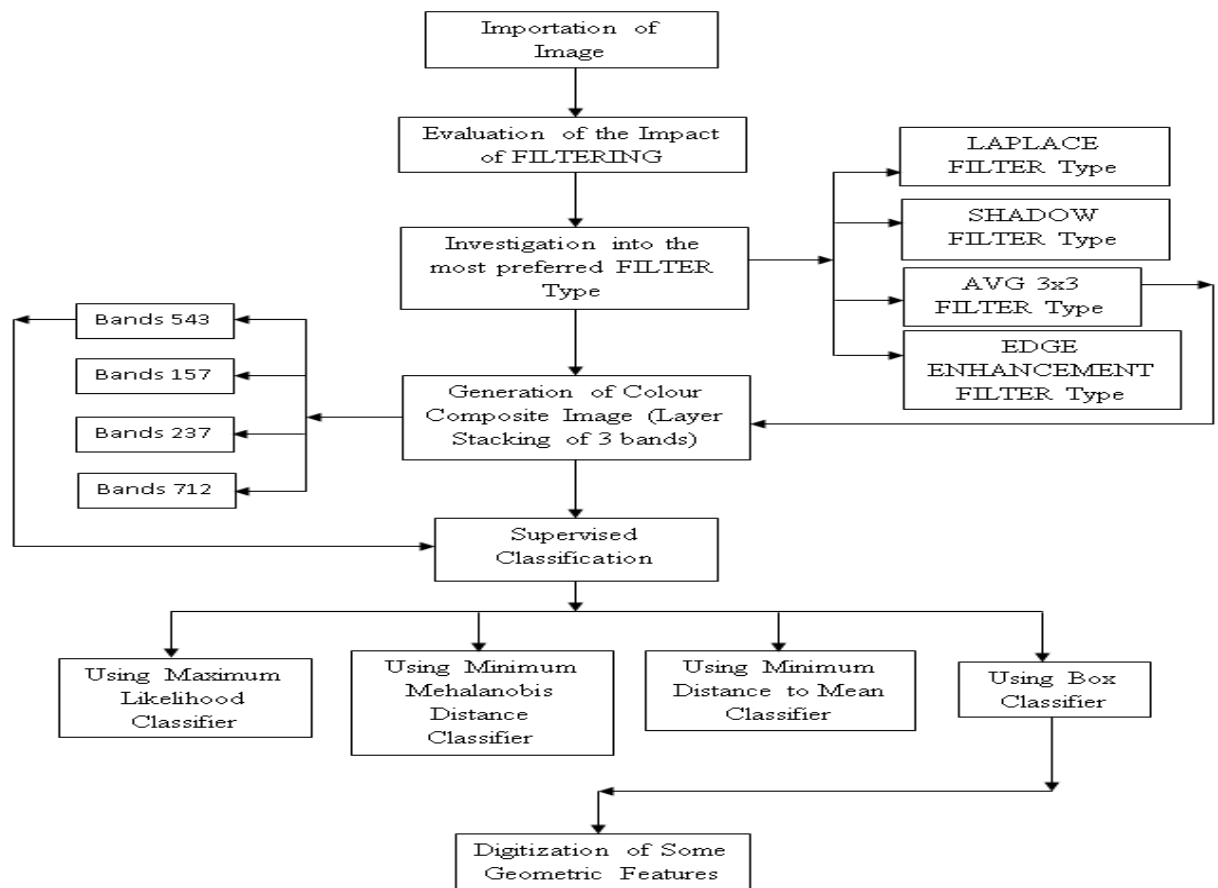 Importation of
Image
Evaluation of the Impact
of FILTERING
Investigation into the
most preferred FILTER
Type
LAPLACE
FILTER Type
SHADOW
FILTER Type
AVG 3x3
FILTER Type
EDGE
ENHANCEMENT
FILTER Type
Generation of Colour
Composite Image (Layer
Stacking of 3 bands)
Bands 543
Bands 157
Bands 237
Bands 712
Supervised
Classification
Using Maximum
Likelihood
Classifier
Using Minimum
Mehalanobis
Distance
Classifier
Using Minimum
Distance to Mean
Classifier
Using Box
Classifier
Digitization of Some
Geometric Features